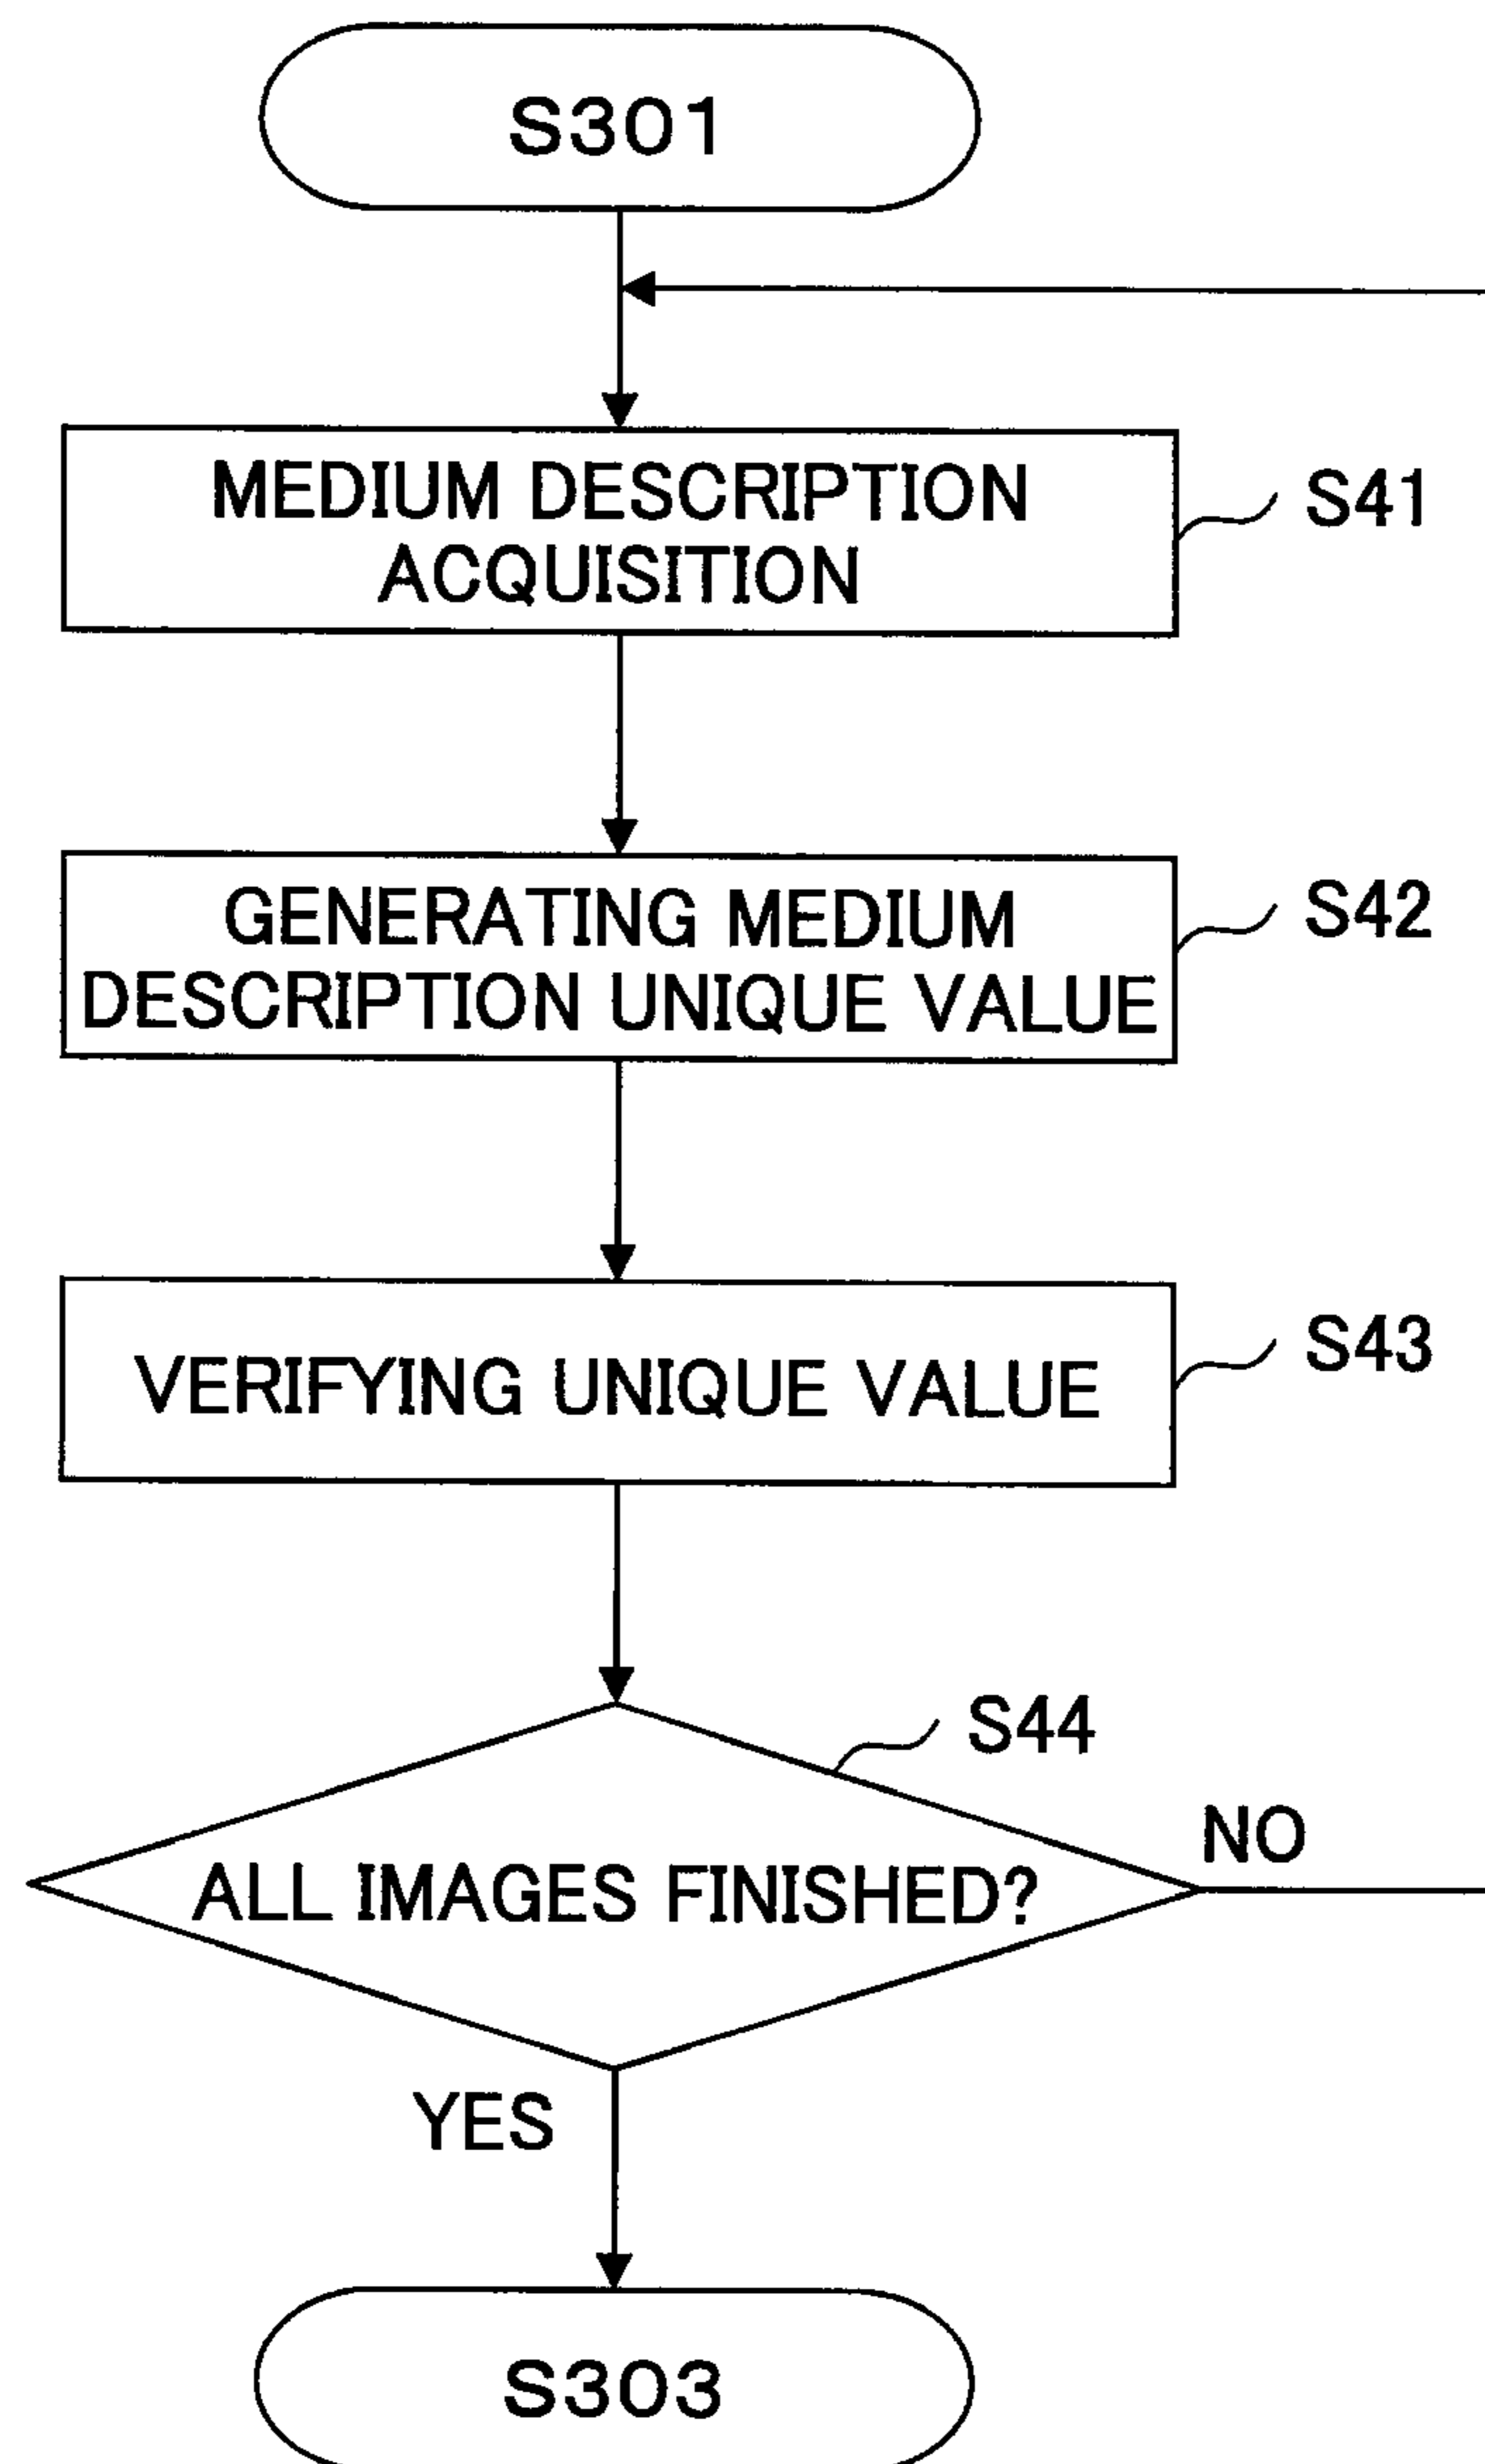 S301
MEDIUM DESCRIPTION
ACQUISITION
S41
GENERATING MEDIUM
DESCRIPTION UNIQUE VALUE
S42
VERIFYING UNIQUE VALUE
S43
S44
ALL IMAGES FINISHED?
NO
YES
S303